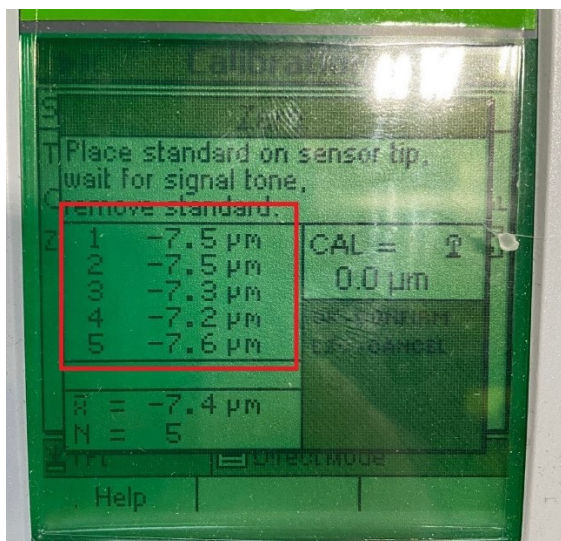 Calibration
Place standard on sensor tip,
wait for signal tone,
remove standard.
1 -7.5 µm
2 -7.5 µm
3 -7.3 µm
4 -7.2 µm
5 -7.6 µm
CAL =
0.0 µm
CANCEL
X̄ = -7.4 µm
N = 5
Direct Mode
Help